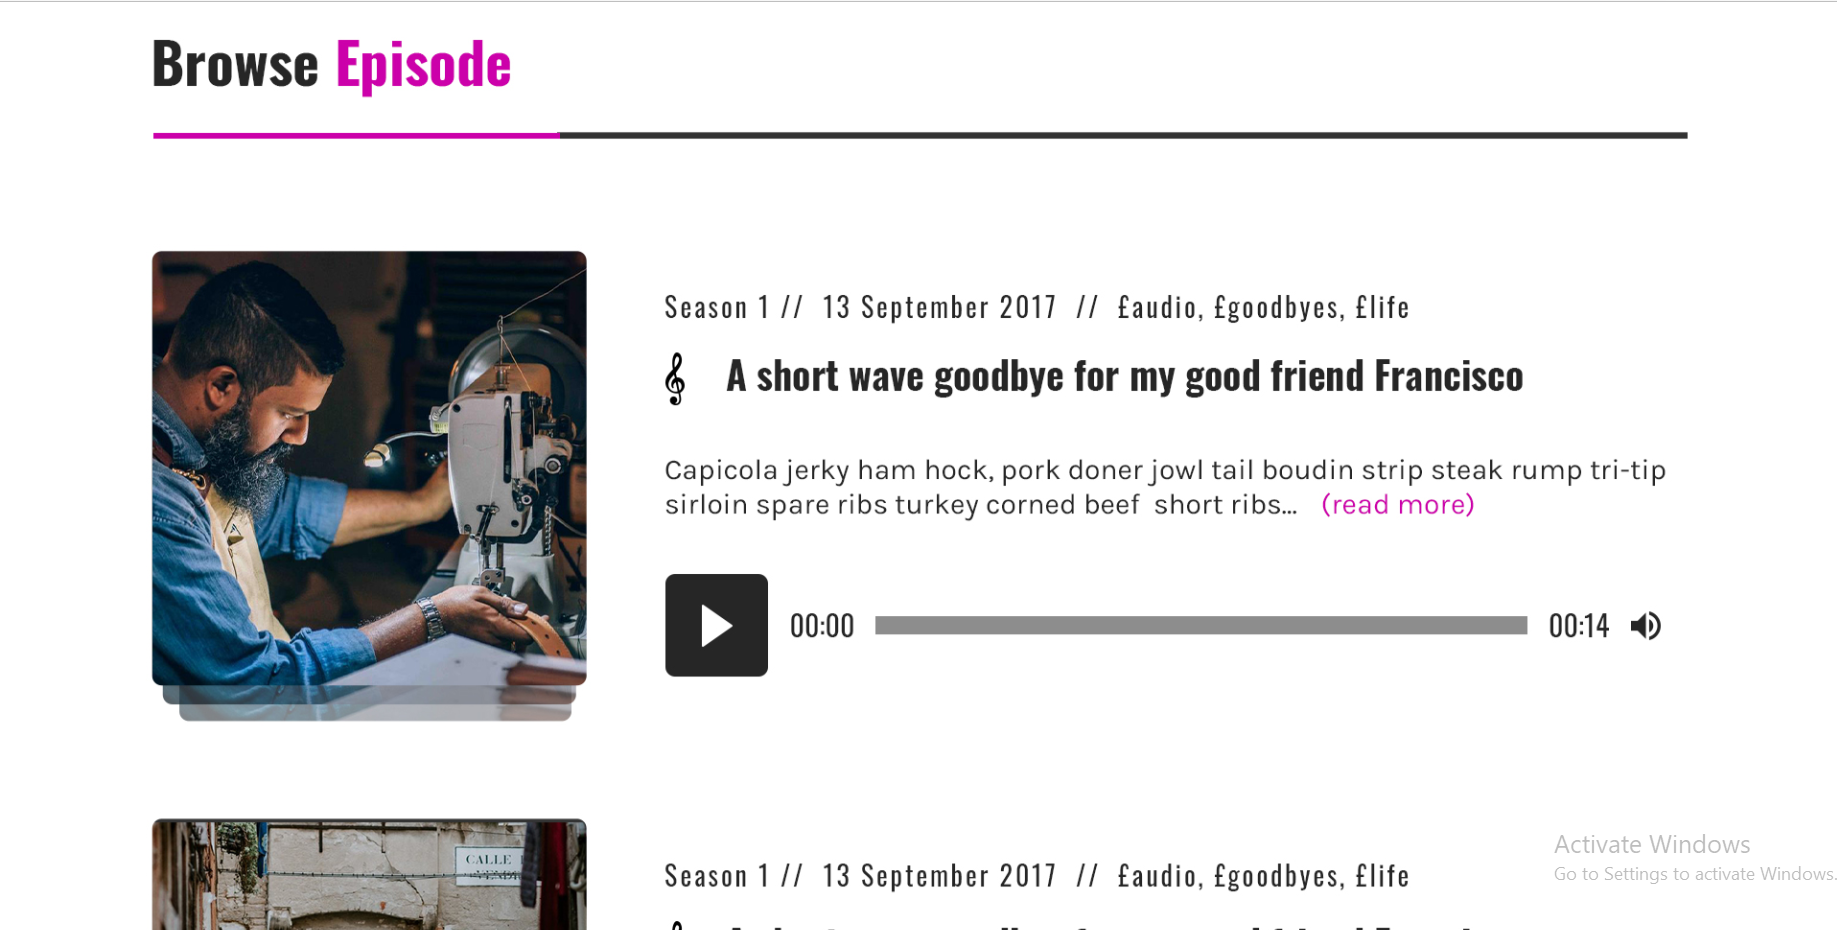 Browse Episode
Season 1 // 13 September 2017 // £audio, £goodbyes, £life
A short wave goodbye for my good friend Francisco
Capicola jerky ham hock, pork doner jowl tail boudin strip steak rump tri-tip
sirloin spare ribs turkey corned beef short ribs... (read more)
00:00 00:14
CALLE
Activate Windows
Go to Settings to activate Windows.
Season 1 // 13 September 2017 // £audio, £goodbyes, £life